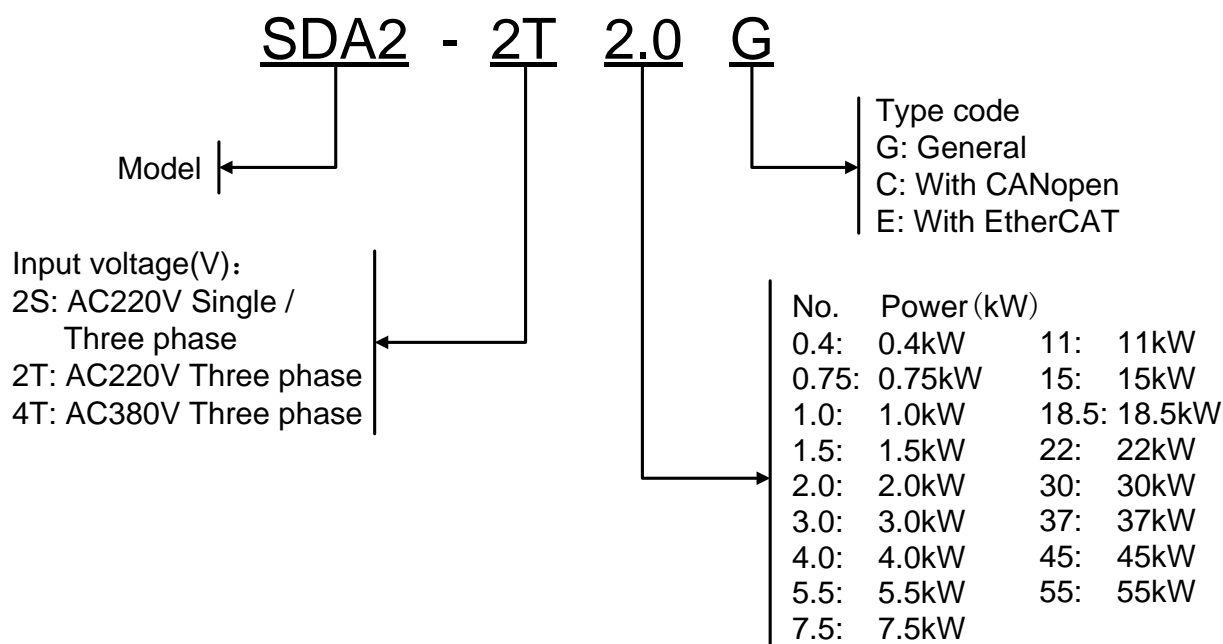 SDA2 - 2T 2.0 G
Model
Type code
G: General
C: With CANopen
E: With EtherCAT
Input voltage(V)：
2S: AC220V Single /
Three phase
2T: AC220V Three phase
4T: AC380V Three phase
No. Power（kW）
0.4: 0.4kW 11: 11kW
0.75: 0.75kW 15: 15kW
1.0: 1.0kW 18.5: 18.5kW
1.5: 1.5kW 22: 22kW
2.0: 2.0kW 30: 30kW
3.0: 3.0kW 37: 37kW
4.0: 4.0kW 45: 45kW
5.5: 5.5kW 55: 55kW
7.5: 7.5kW